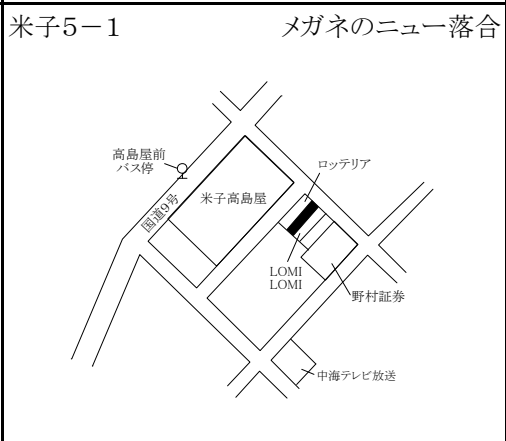 米子5－1
メガネのニュー落合
高島屋前
バス停
ロッテリア
米子高島屋
国道9号
LOMI
LOMI
野村証券
中海テレビ放送